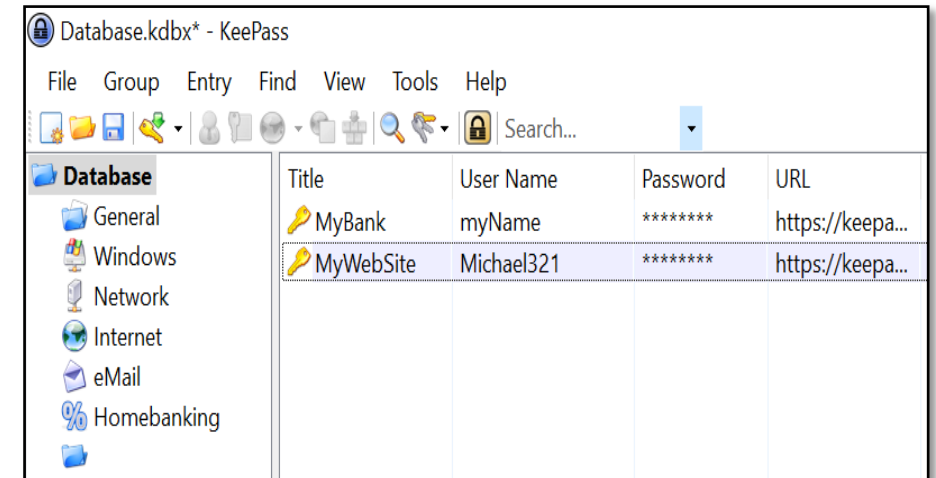 Database.kdbx* - KeePass
File Group Entry Find View Tools Help
Search...
Database
General
Windows
Network
Internet
eMail
Homebanking
Title User Name Password URL
MyBank myName ******** https://keepa...
MyWebSite Michael321 ******** https://keepa...